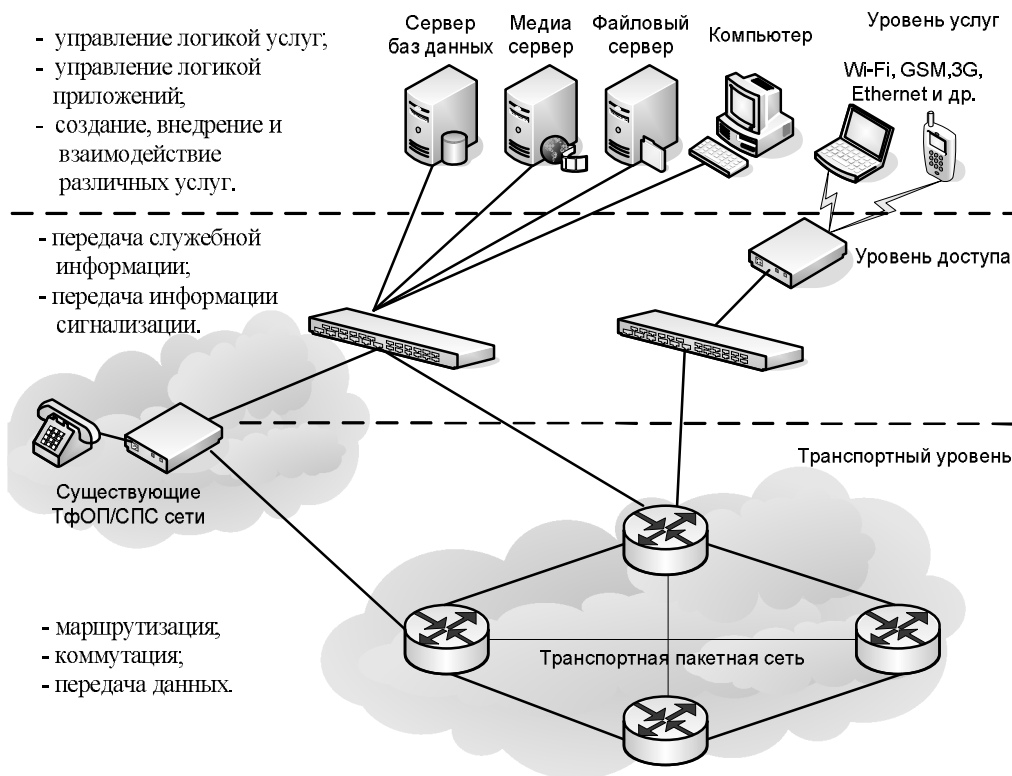 - управление логикой услуг;
- управление логикой
приложений;
- создание, внедрение и
взаимодействие
различных услуг.
Сервер
баз данных
Медиа
сервер
Файловый
сервер
Компьютер
Уровень услуг
Wi-Fi, GSM,3G,
Ethernet и др.
- передача служебной
информации;
- передача информации
сигнализации.
Уровень доступа
Существующие
ТфОП/СПС сети
Транспортный уровень
- маршрутизация;
- коммутация;
- передача данных.
Транспортная пакетная сеть